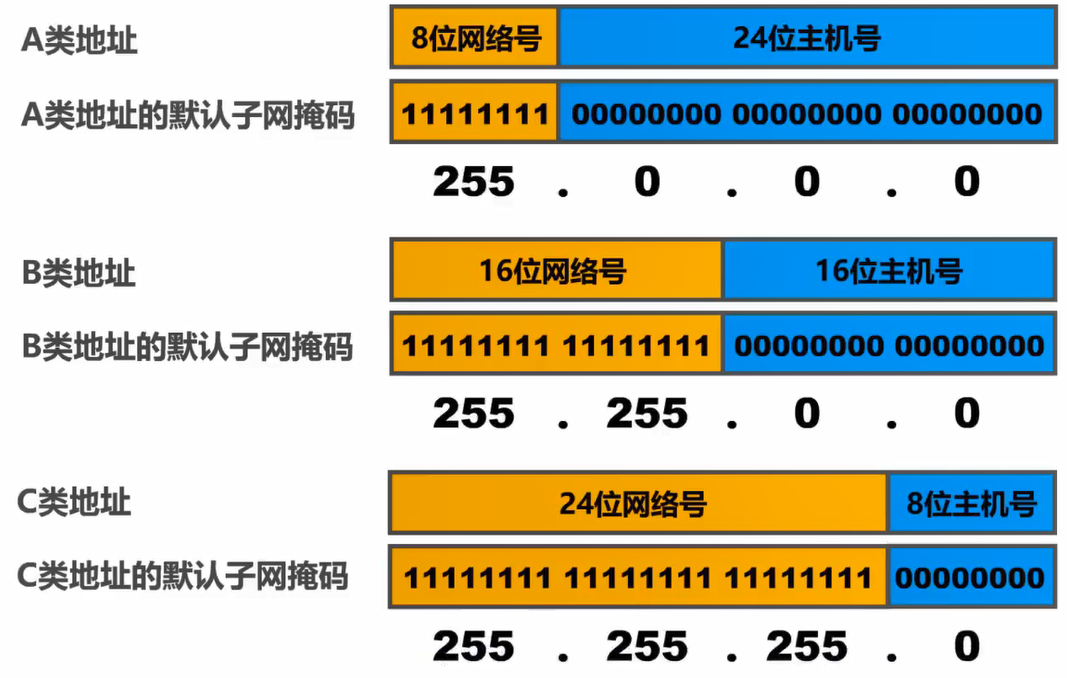 A类地址 8位网络号 24位主机号
A类地址的默认子网掩码 11111111 00000000 00000000 00000000
255 . 0 . 0 . 0
B类地址 16位网络号 16位主机号
B类地址的默认子网掩码 11111111 11111111 00000000 00000000
255 . 255 . 0 . 0
C类地址 24位网络号 8位主机号
C类地址的默认子网掩码 11111111 11111111 11111111 00000000
255 . 255 . 255 . 0